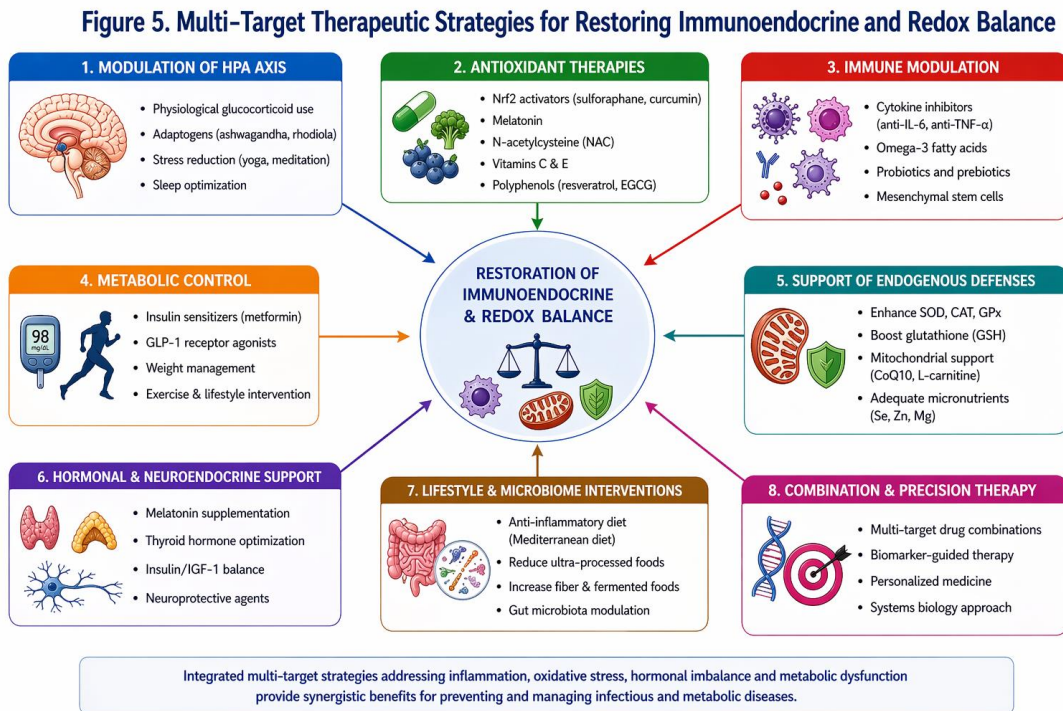 Figure 5. Multi-Target Therapeutic Strategies for Restoring Immunoendocrine and Redox Balance
1. MODULATION OF HPA AXIS
• Physiological glucocorticoid use
• Adaptogens (ashwagandha, rhodiola)
• Stress reduction (yoga, meditation)
• Sleep optimization
2. ANTIOXIDANT THERAPIES
• Nrf2 activators (sulforaphane, curcumin)
• Melatonin
• N-acetylcysteine (NAC)
• Vitamins C & E
• Polyphenols (resveratrol, EGCG)
3. IMMUNE MODULATION
• Cytokine inhibitors
(anti-IL-6, anti-TNF-α)
• Omega-3 fatty acids
• Probiotics and prebiotics
• Mesenchymal stem cells
4. METABOLIC CONTROL
98
mg/dL
• Insulin sensitizers (metformin)
• GLP-1 receptor agonists
• Weight management
• Exercise & lifestyle intervention
RESTORATION OF
IMMUNOENDOCRINE
& REDOX BALANCE
5. SUPPORT OF ENDOGENOUS DEFENSES
• Enhance SOD, CAT, GPx
• Boost glutathione (GSH)
• Mitochondrial support
(CoQ10, L-carnitine)
• Adequate micronutrients
(Se, Zn, Mg)
6. HORMONAL & NEUROENDOCRINE SUPPORT
• Melatonin supplementation
• Thyroid hormone optimization
• Insulin/IGF-1 balance
• Neuroprotective agents
7. LIFESTYLE & MICROBIOME INTERVENTIONS
• Anti-inflammatory diet
(Mediterranean diet)
• Reduce ultra-processed foods
• Increase fiber & fermented foods
• Gut microbiota modulation
8. COMBINATION & PRECISION THERAPY
• Multi-target drug combinations
• Biomarker-guided therapy
• Personalized medicine
• Systems biology approach
Integrated multi-target strategies addressing inflammation, oxidative stress, hormonal imbalance and metabolic dysfunction
provide synergistic benefits for preventing and managing infectious and metabolic diseases.